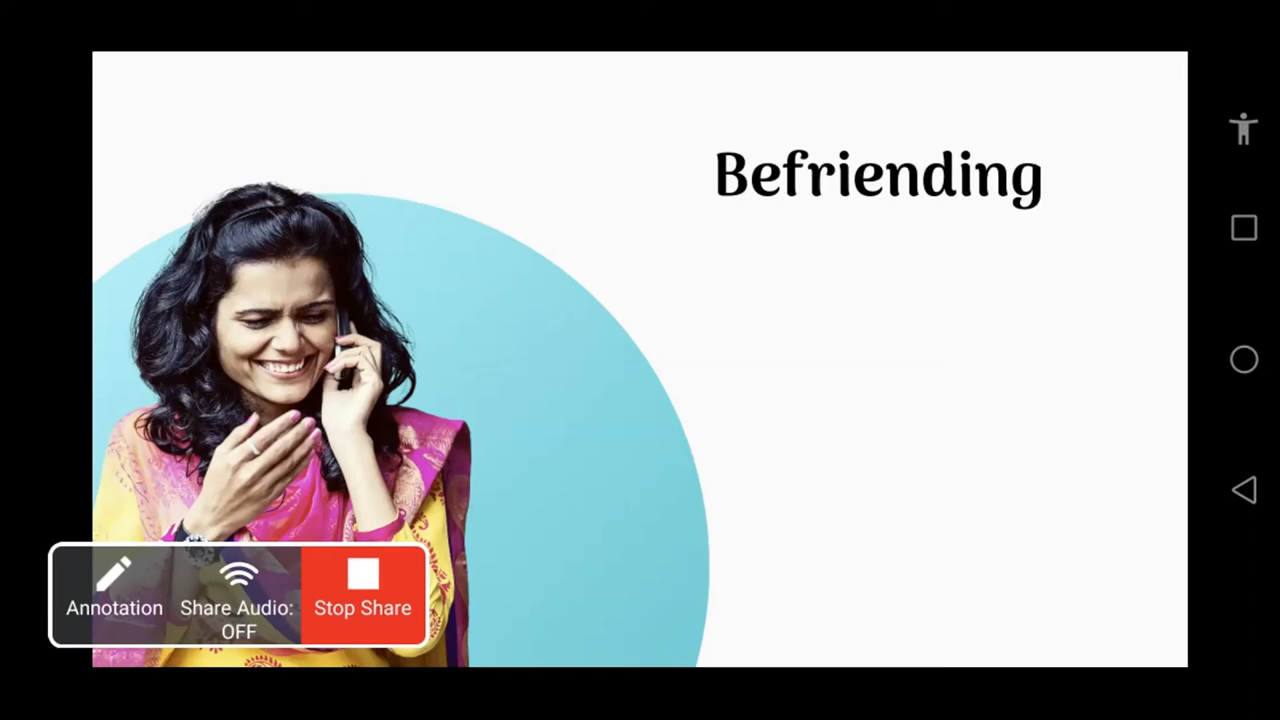 Befriending
Annotation
Share Audio:
OFF
Stop Share